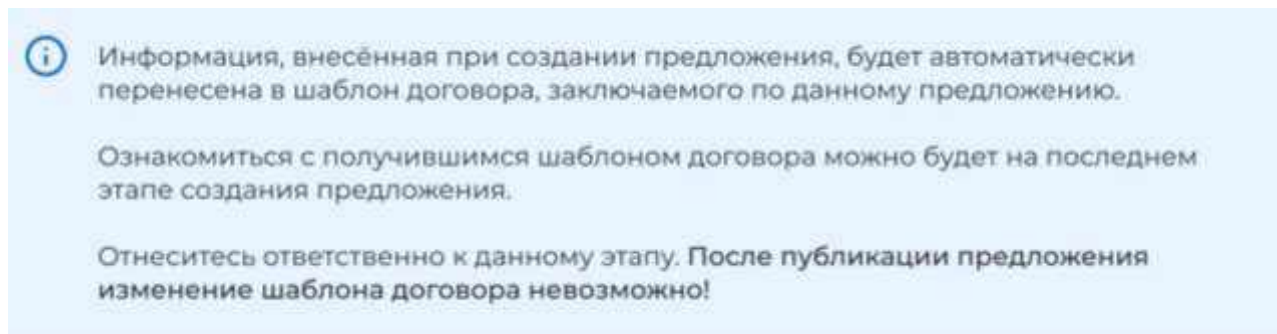 Информация, внесённая при создании предложения, будет автоматически
перенесена в шаблон договора, заключаемого по данному предложению.
Ознакомиться с получившимся шаблоном договора можно будет на последнем
этапе создания предложения.
Отнеситесь ответственно к данному этапу. После публикации предложения
изменение шаблона договора невозможно!